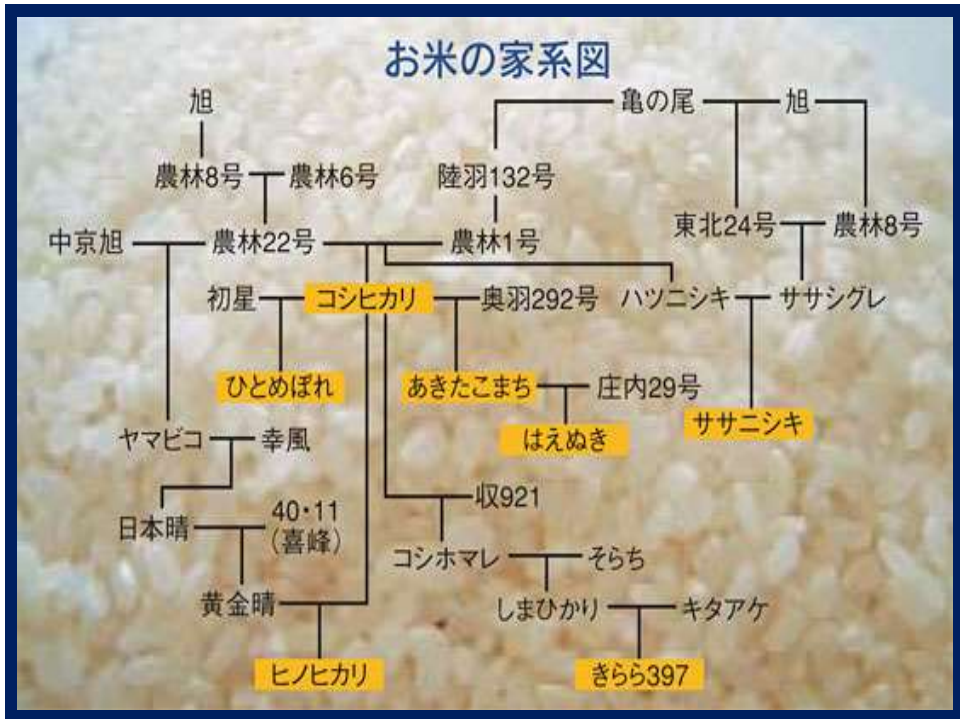 お米の家系図
旭
亀の尾
旭
農林8号
農林6号
陸羽132号
中京旭
農林22号
農林1号
東北24号
農林8号
初星
コシヒカリ
奥羽292号
ハツニシキ
ササシグレ
ひとめぼれ
あきたこまち
庄内29号
ササニシキ
ヤマビコ
幸風
はえぬき
収921
日本晴
40・11
(喜峰)
コシホマレ
そらち
黄金晴
しまひかり
キタアケ
ヒノヒカリ
きらら397